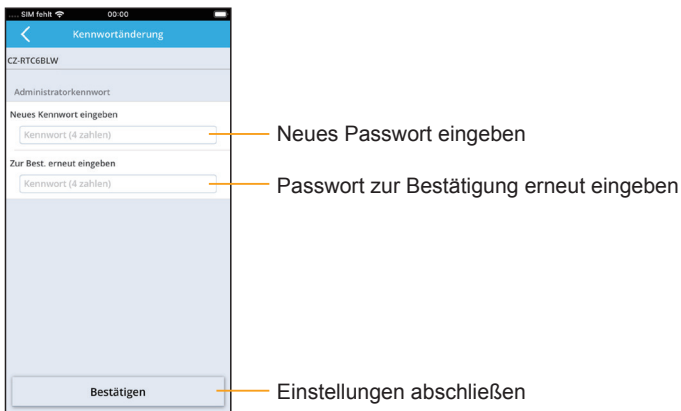 .... SIM fehlt 00:00
Kennwortänderung
CZ-RTC6BLW
Administratorkennwort
Neues Kennwort eingeben
Kennwort (4 zahlen)
Neues Passwort eingeben
Zur Best. erneut eingeben
Kennwort (4 zahlen)
Passwort zur Bestätigung erneut eingeben
Bestätigen
Einstellungen abschließen